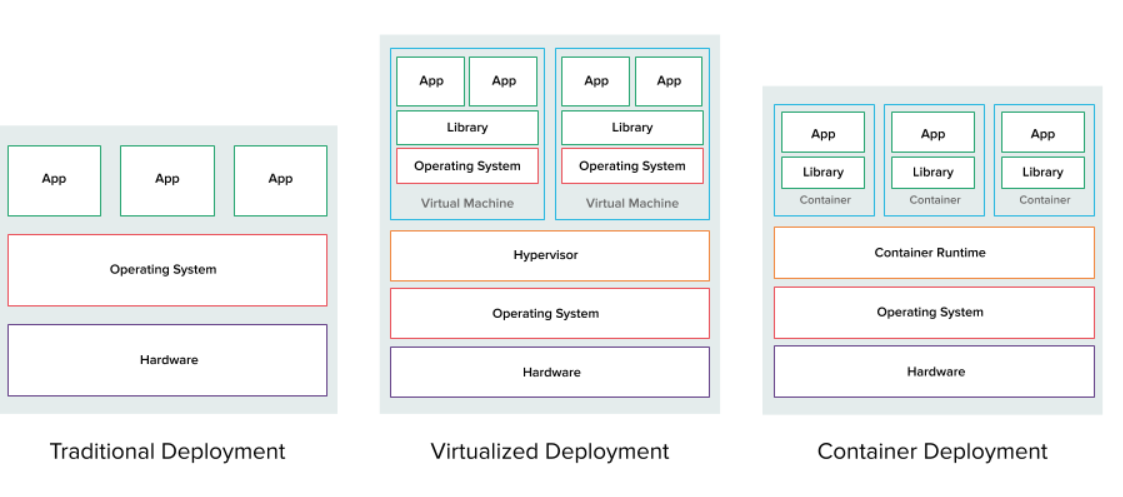 App App App
Operating System
Hardware
Traditional Deployment
App App App App
Library Library
Operating System Operating System
Virtual Machine Virtual Machine
Hypervisor
Operating System
Hardware
Virtualized Deployment
App App App
Library Library Library
Container Container Container
Container Runtime
Operating System
Hardware
Container Deployment